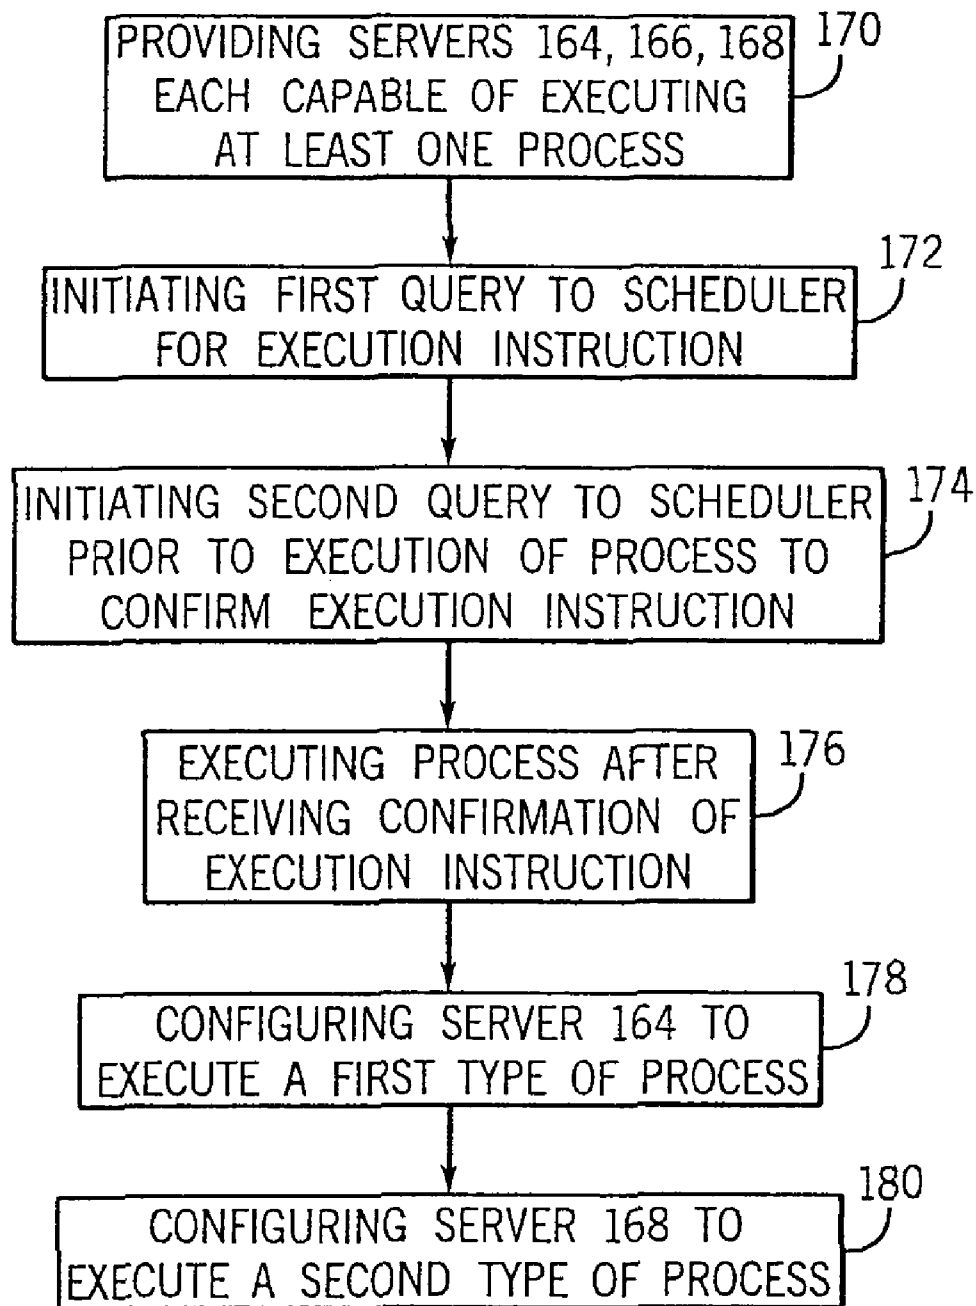 PROVIDING SERVERS 164, 166, 168
EACH CAPABLE OF EXECUTING
AT LEAST ONE PROCESS
170
INITIATING FIRST QUERY TO SCHEDULER
FOR EXECUTION INSTRUCTION
172
INITIATING SECOND QUERY TO SCHEDULER
PRIOR TO EXECUTION OF PROCESS TO
CONFIRM EXECUTION INSTRUCTION
174
EXECUTING PROCESS AFTER
RECEIVING CONFIRMATION OF
EXECUTION INSTRUCTION
176
CONFIGURING SERVER 164 TO
EXECUTE A FIRST TYPE OF PROCESS
178
CONFIGURING SERVER 168 TO
EXECUTE A SECOND TYPE OF PROCESS
180